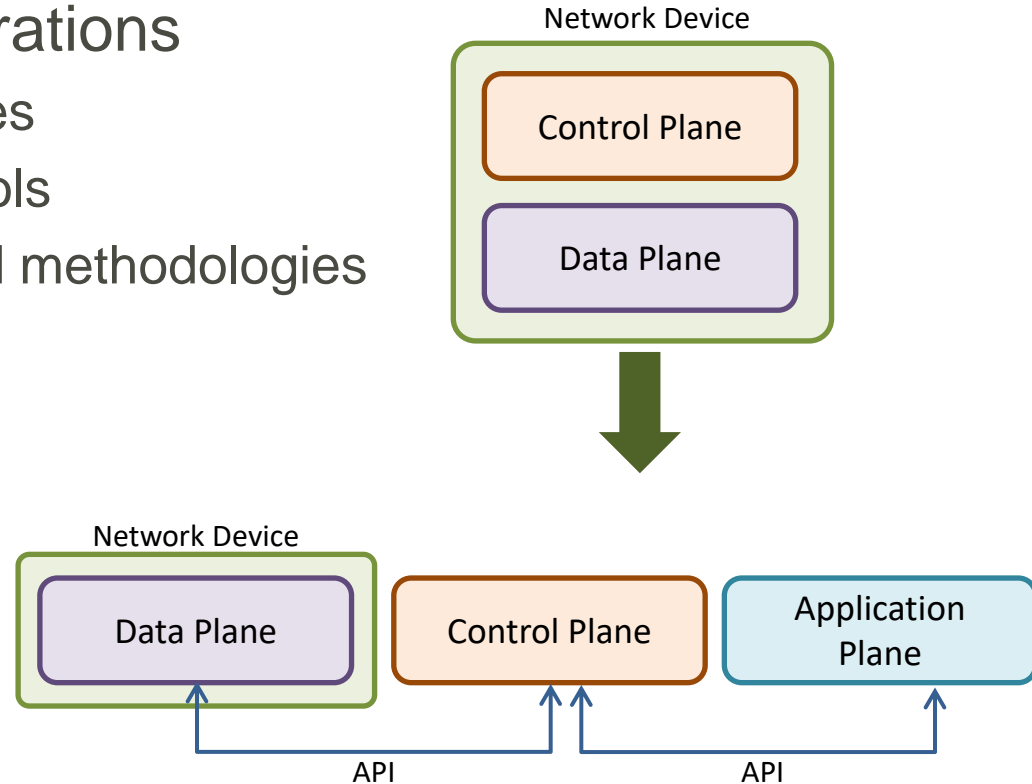 rations
es
ols
l methodologies
Network Device
Control Plane
Data Plane
Network Device
Data Plane
Control Plane
Application
Plane
API
API